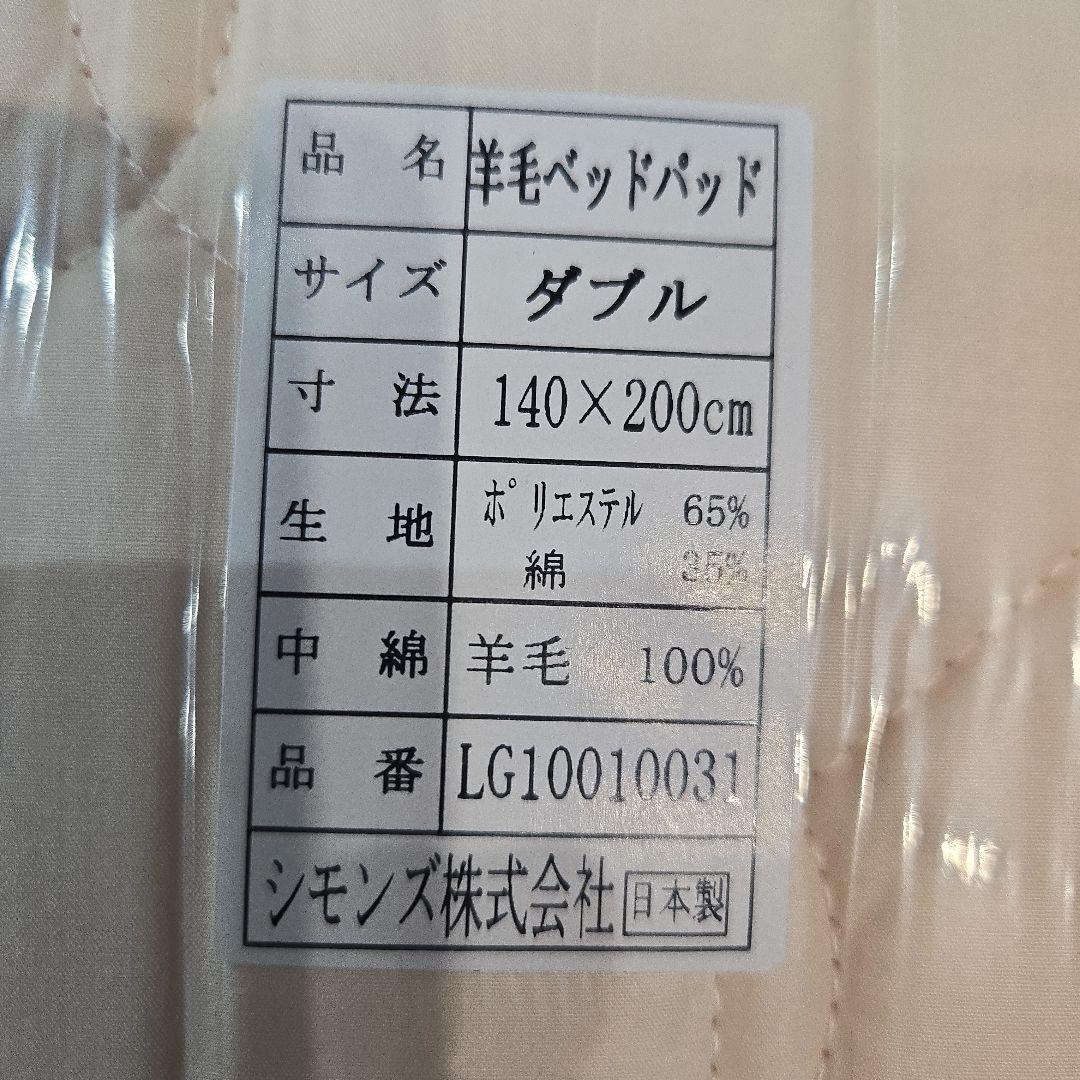 品名 羊毛ベッドパッド
サイズ ダブル
寸法 140×200cm
生地 ポリエステル 65%
綿 35%
中綿 羊毛 100%
品番 LG10010031
シモンズ株式会社 日本製